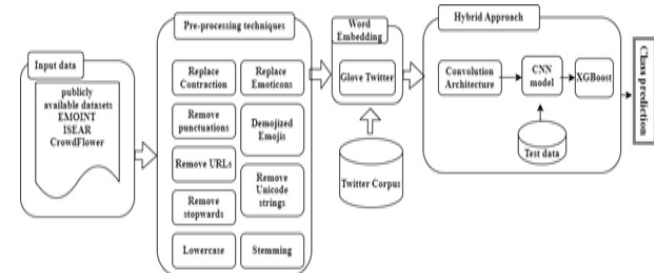 Input data
publicly
available datasets
EMOINT
ISEAR
CrowdFlower
Pre-processing techniques
Replace
Contraction
Replace
Emoticons
Remove
punctuations
Demojized
Emojis
Remove URLs
Remove
Unicode
strings
Remove
stopwards
Lowercase
Stemming
Word
Embedding
Glove Twitter
Twitter Corpus
Hybrid Approach
Convolution
Architecture
CNN
model
XGBoost
Test data
Class prediction